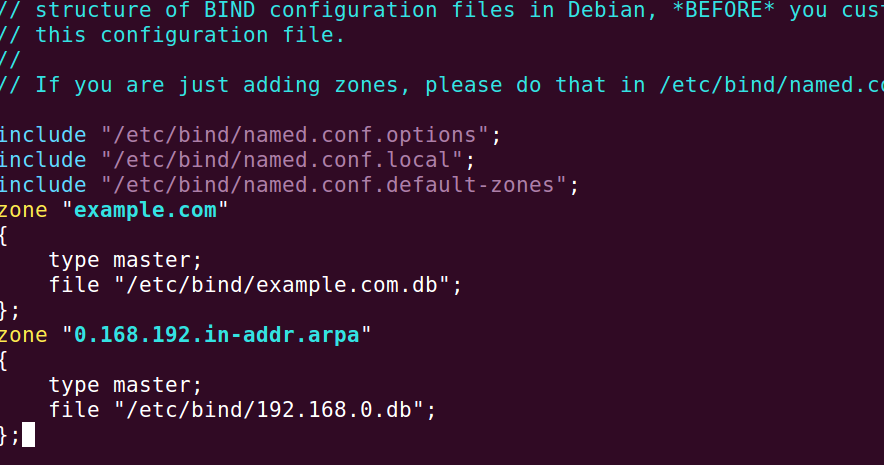 // structure of BIND configuration files in Debian, *BEFORE* you cust
// this configuration file.
//
// If you are just adding zones, please do that in /etc/bind/named.co
include "/etc/bind/named.conf.options";
include "/etc/bind/named.conf.local";
include "/etc/bind/named.conf.default-zones";
zone "example.com"
{
    type master;
    file "/etc/bind/example.com.db";
};
zone "0.168.192.in-addr.arpa"
{
    type master;
    file "/etc/bind/192.168.0.db";
};